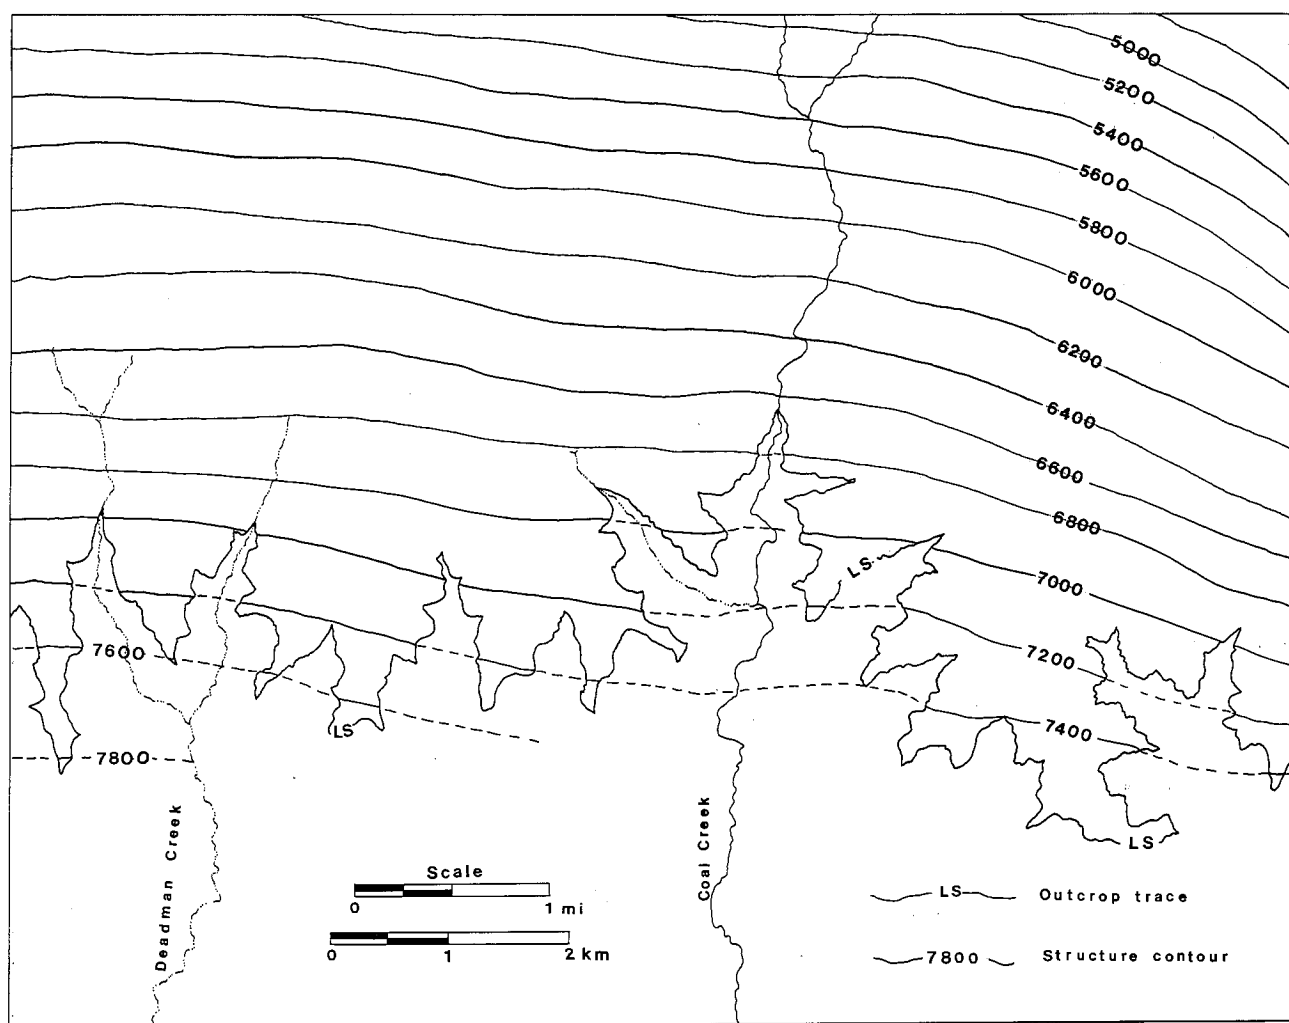 5000
5200
5400
5600
5800
6000
6200
6400
6600
6800
7000
LS
7200
7400
7600
7800
LS
LS
Deadman Creek
Coal Creek
Scale
0 1 mi
0 1 2 km
LS Outcrop trace
7800 Structure contour